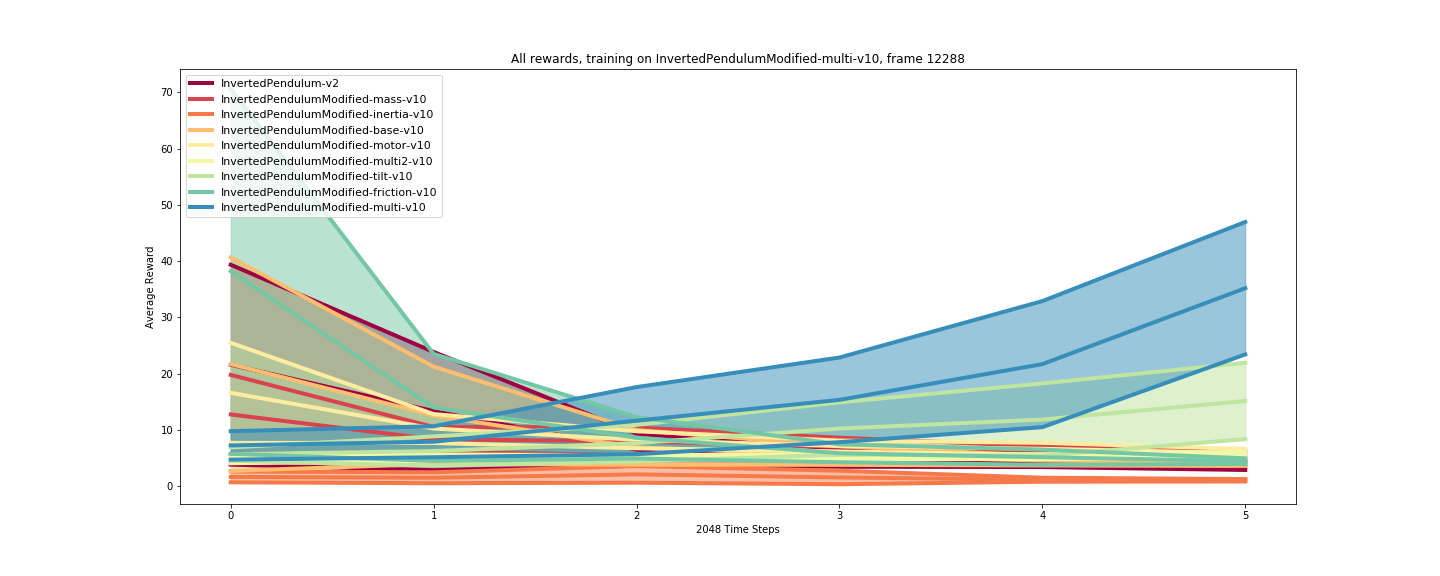 All rewards, training on InvertedPendulumModified-multi-v10, frame 12288
InvertedPendulum-v2
InvertedPendulumModified-mass-v10
InvertedPendulumModified-inertia-v10
InvertedPendulumModified-base-v10
InvertedPendulumModified-motor-v10
InvertedPendulumModified-multi2-v10
InvertedPendulumModified-tilt-v10
InvertedPendulumModified-friction-v10
InvertedPendulumModified-multi-v10
Average Reward
70
60
50
40
30
20
10
0
0 1 2 3 4 5
2048 Time Steps